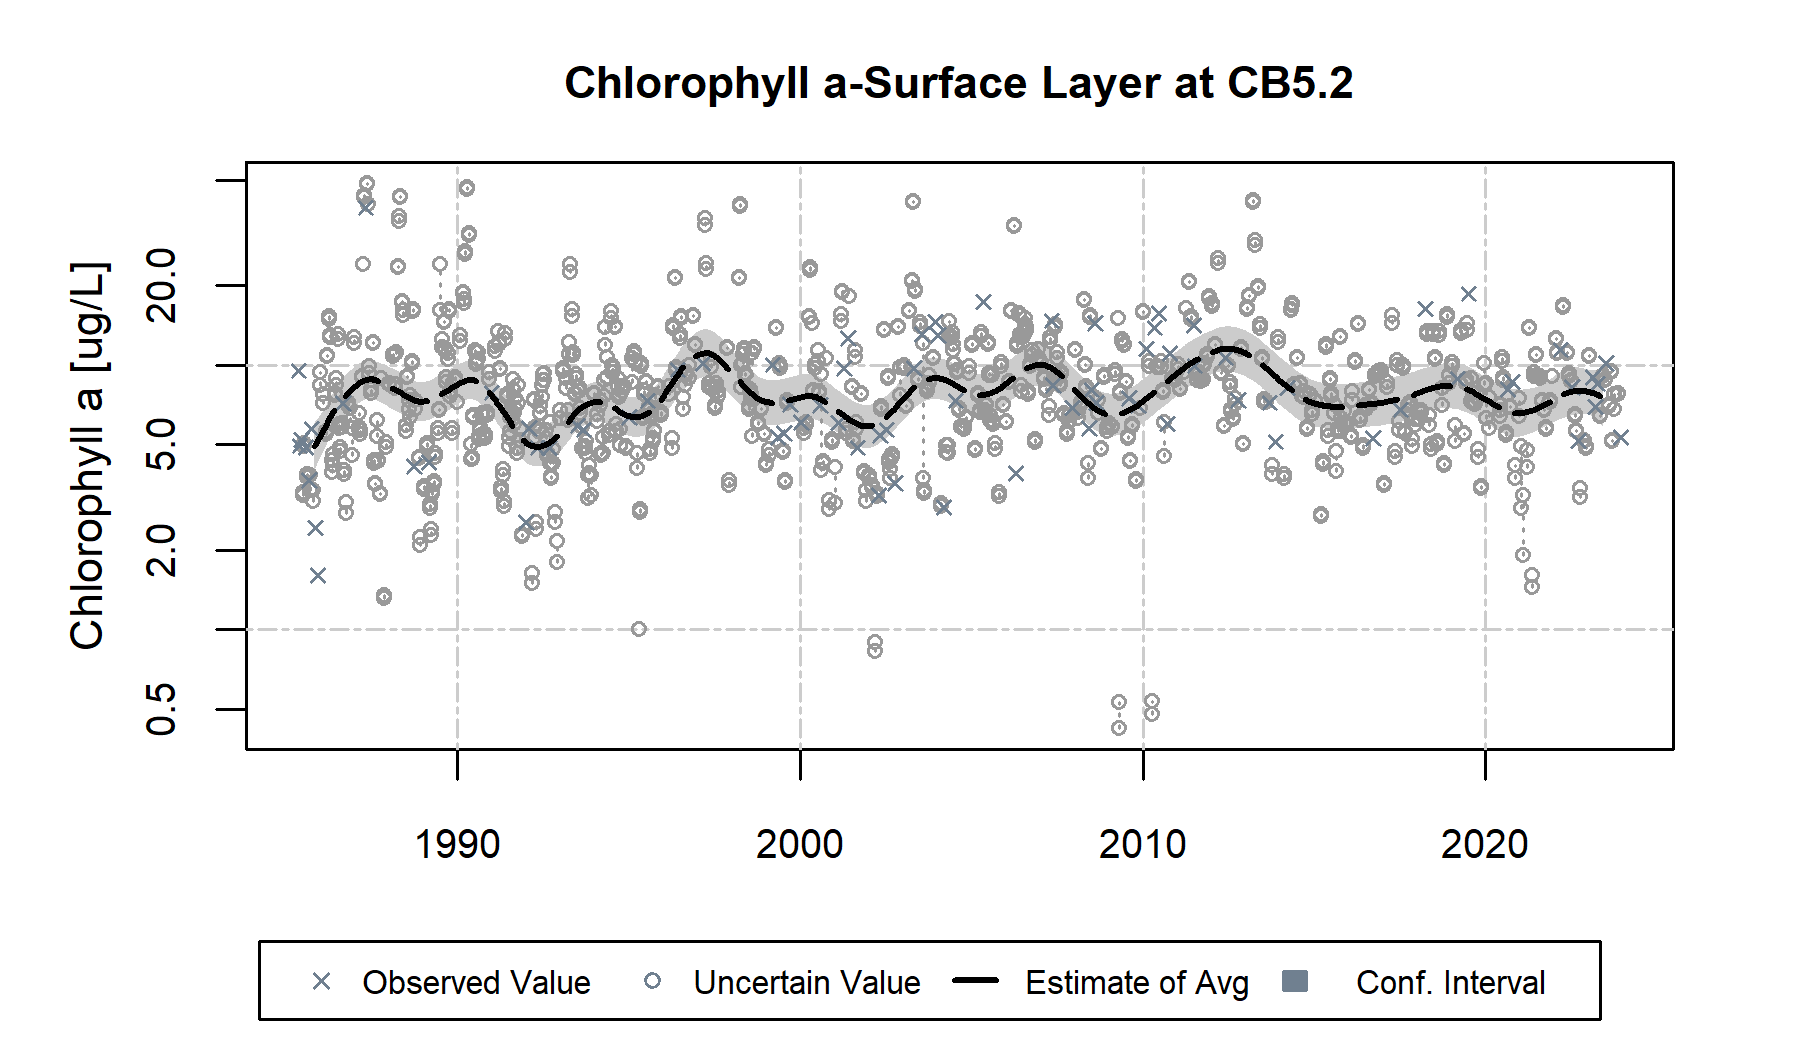 Chlorophyll a-Surface Layer at CB5.2
Chlorophyll a [ug/L]
20.0
5.0
2.0
0.5
1990 2000 2010 2020
Observed Value Uncertain Value Estimate of Avg Conf. Interval